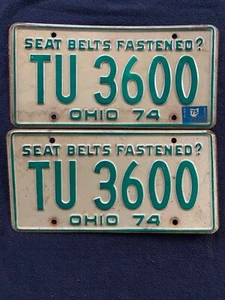 SEAT BELTS FASTENED?
TU 3600
OHIO 74
SEAT BELTS FASTENED?
TU 3600
OHIO 74